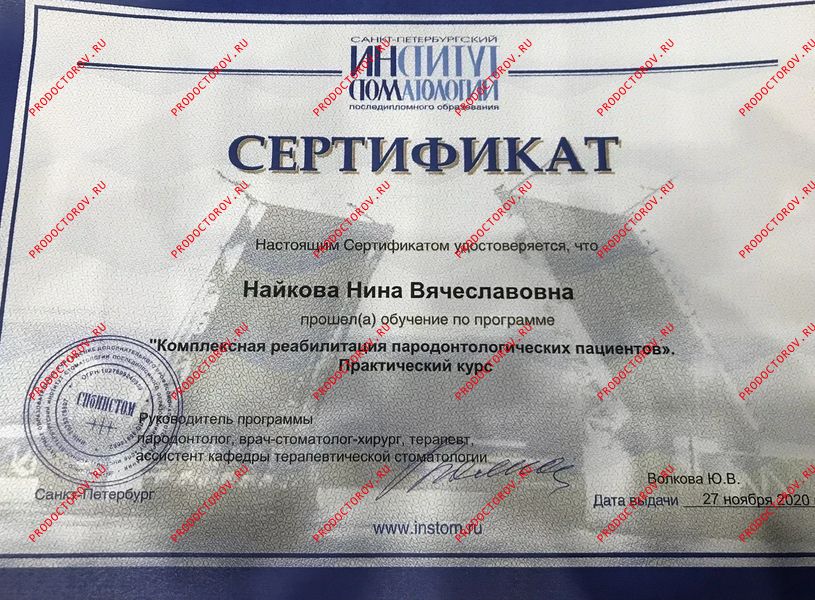 САНКТ-ПЕТЕРБУРГСКИЙ
ИНСТИТУТ
СТОМАТОЛОГИИ
последипломного образования
СЕРТИФИКАТ
Настоящим Сертификатом удостоверяется, что
Найкова Нина Вячеславовна
прошел(а) обучение по программе
"Комплексная реабилитация пародонтологических пациентов».
Практический курс
СПбИНСТОМ
Руководитель программы
пародонтолог, врач-стоматолог-хирург, терапевт,
ассистент кафедры терапевтической стоматологии
Волкова Ю.В.
Санкт-Петербург
Дата выдачи 27 ноября 2020 г
www.instom.ru
PRODOCTOROV.RU